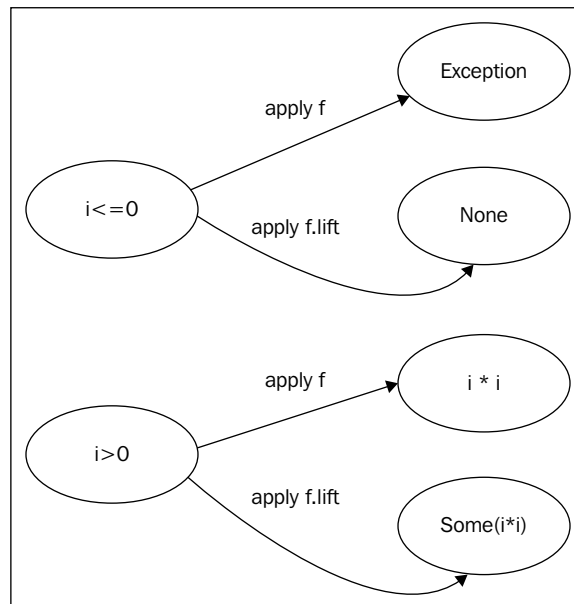 Exception
apply f
i<=0
apply f.lift
None
apply f
i * i
i>0
apply f.lift
Some(i*i)